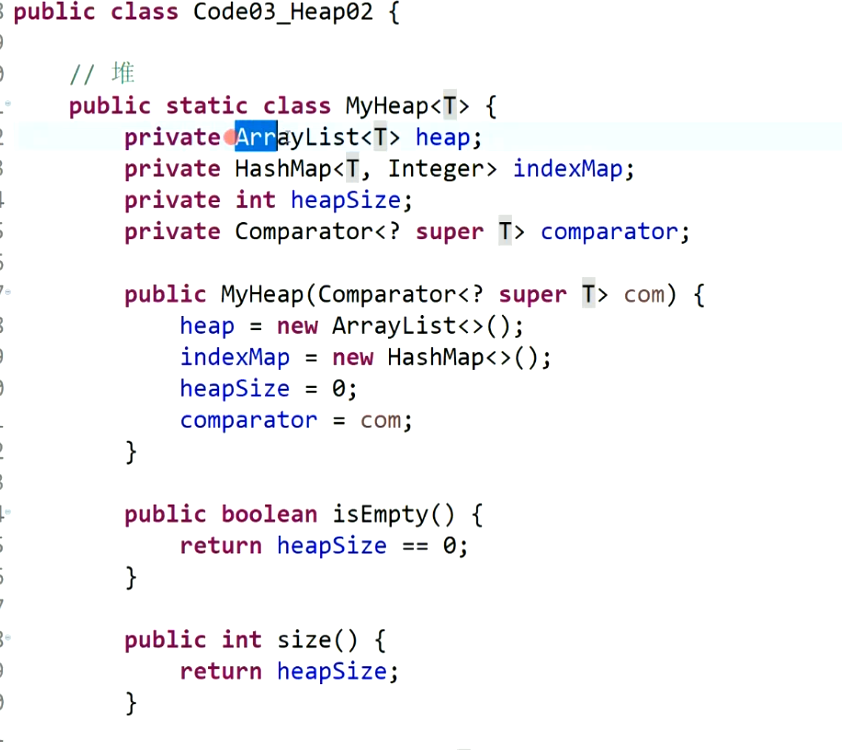 public class Code03_Heap02 {
// 堆
public static class MyHeap<T> {
private ArrayList<T> heap;
private HashMap<T, Integer> indexMap;
private int heapSize;
private Comparator<? super T> comparator;
public MyHeap(Comparator<? super T> com) {
heap = new ArrayList<>();
indexMap = new HashMap<>();
heapSize = 0;
comparator = com;
}
public boolean isEmpty() {
return heapSize == 0;
}
public int size() {
return heapSize;
}